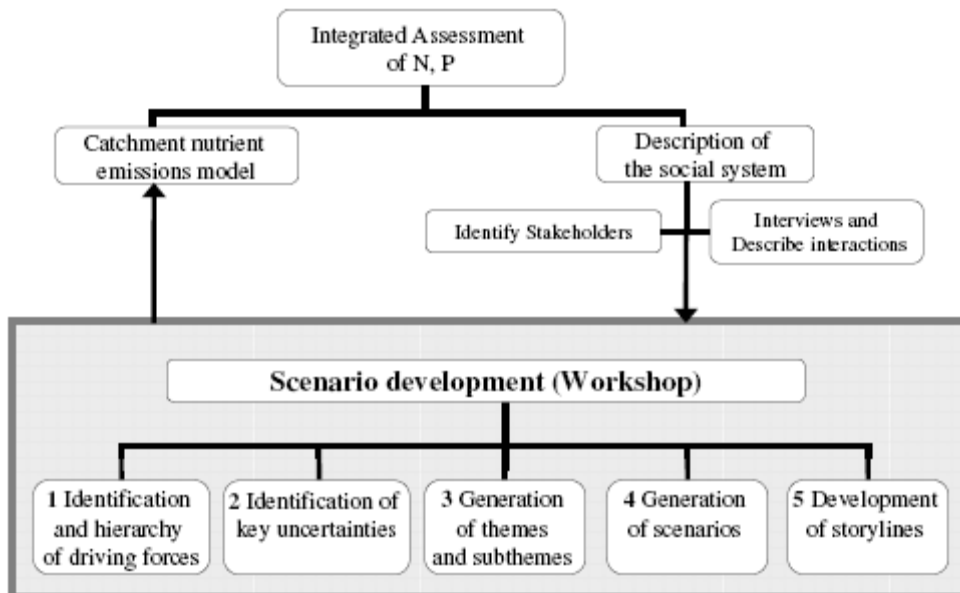 Integrated Assessment
of N, P
Catchment nutrient
emissions model
Description of
the social system
Identify Stakeholders
Interviews and
Describe interactions
Scenario development (Workshop)
1 Identification
and hierarchy
of driving forces
2 Identification of
key uncertainties
3 Generation
of themes
and subthemes
4 Generation
of scenarios
5 Development
of storylines